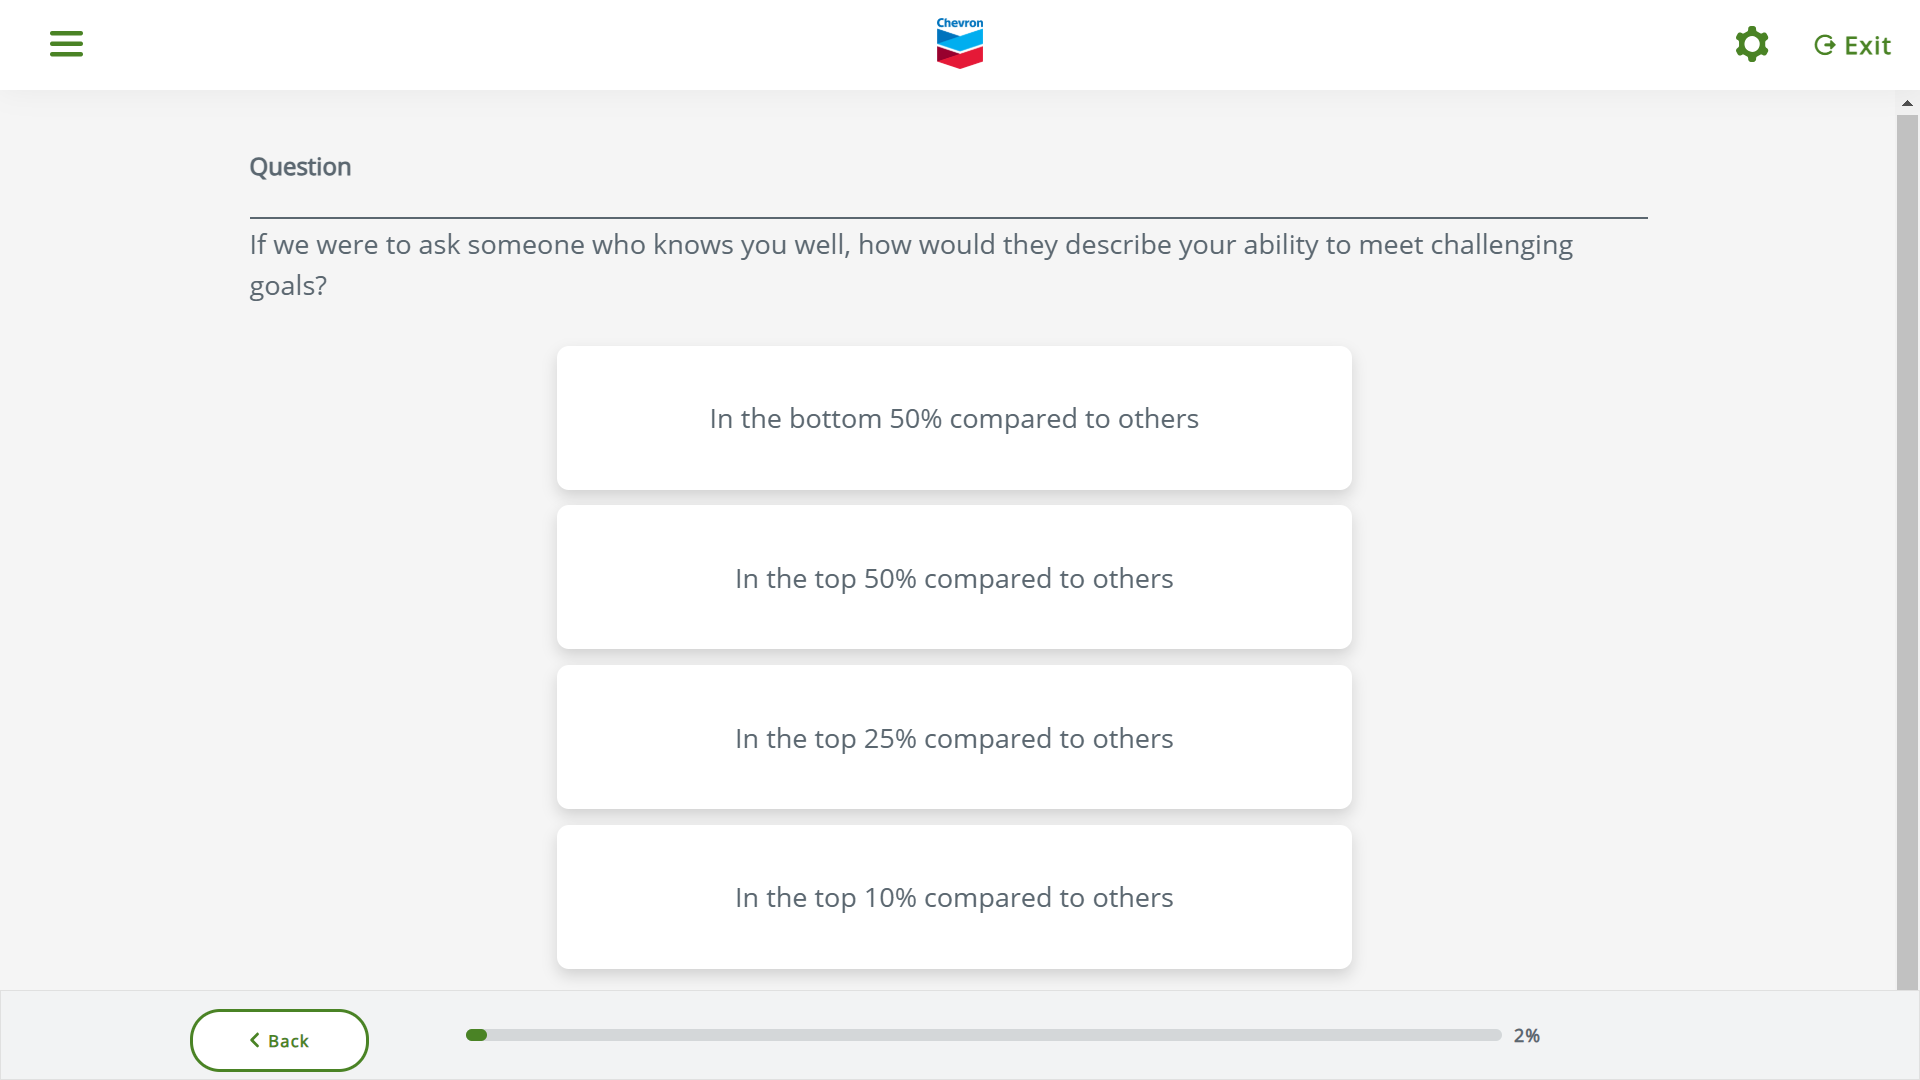 Chevron
Exit
Question
If we were to ask someone who knows you well, how would they describe your ability to meet challenging
goals?
In the bottom 50% compared to others
In the top 50% compared to others
In the top 25% compared to others
In the top 10% compared to others
Back
2%